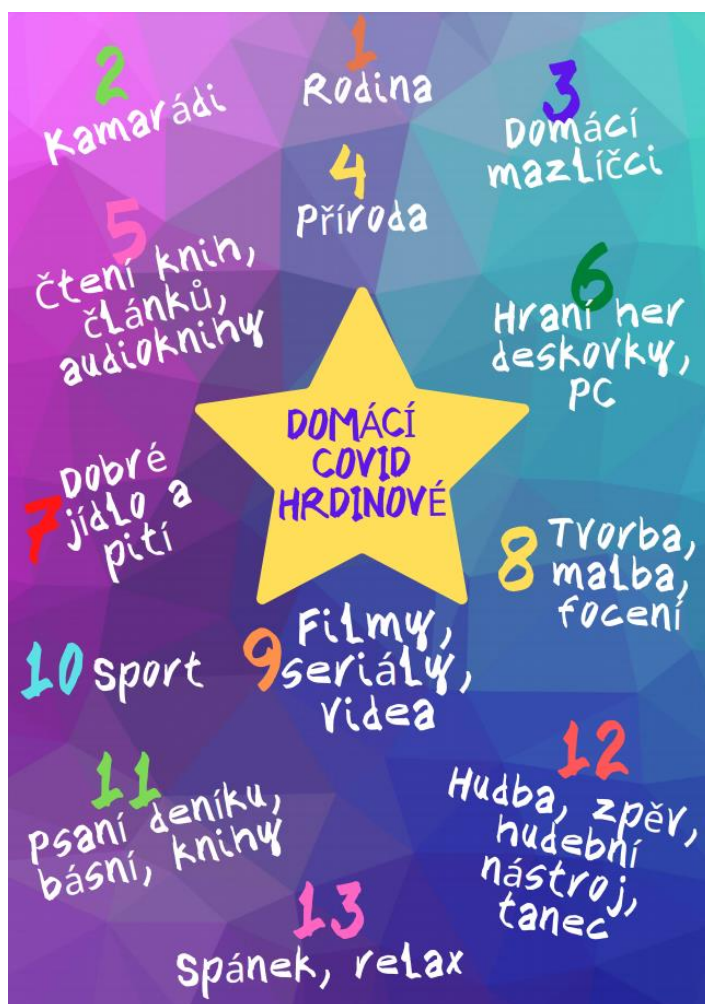 1
Rodina
2
Kamarádi
3
Domácí
mazlíčci
4
Příroda
5
Čtení knih,
článků,
audioknihy
6
Hraní her
deskovky,
PC
DOMÁCÍ
COVID
HRDINOVÉ
7
Dobré
jídlo a
pití
8
Tvorba,
malba,
focení
9
Filmy,
seriály,
videa
10 Sport
11
Psaní deníku,
básní, knihy
12
Hudba, zpěv,
hudební
nástroj,
tanec
13
Spánek, relax